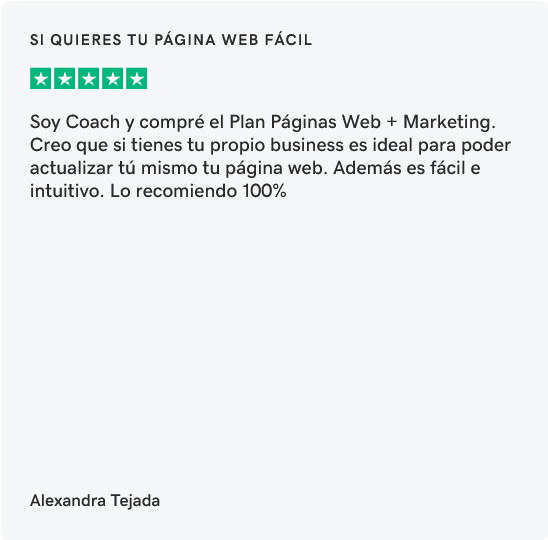 SI QUIERES TU PÁGINA WEB FÁCIL
Soy Coach y compré el Plan Páginas Web + Marketing.
Creo que si tienes tu propio business es ideal para poder
actualizar tú mismo tu página web. Además es fácil e
intuitivo. Lo recomiendo 100%
Alexandra Tejada